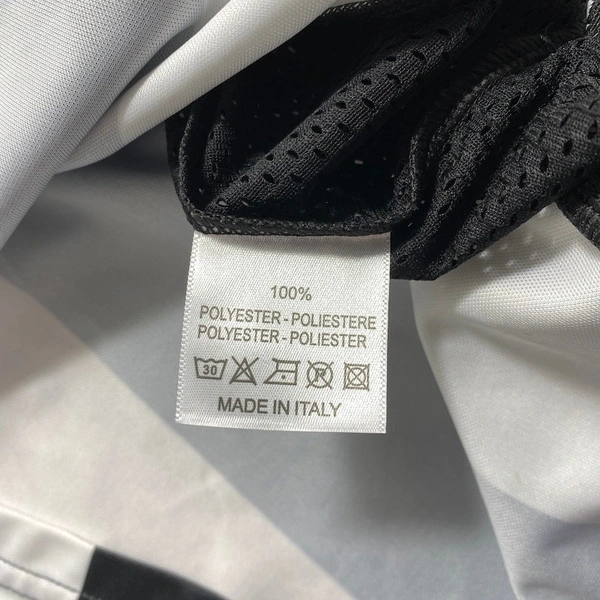 100%
POLYESTER - POLIESTERE
POLYESTER - POLIESTER
30
MADE IN ITALY